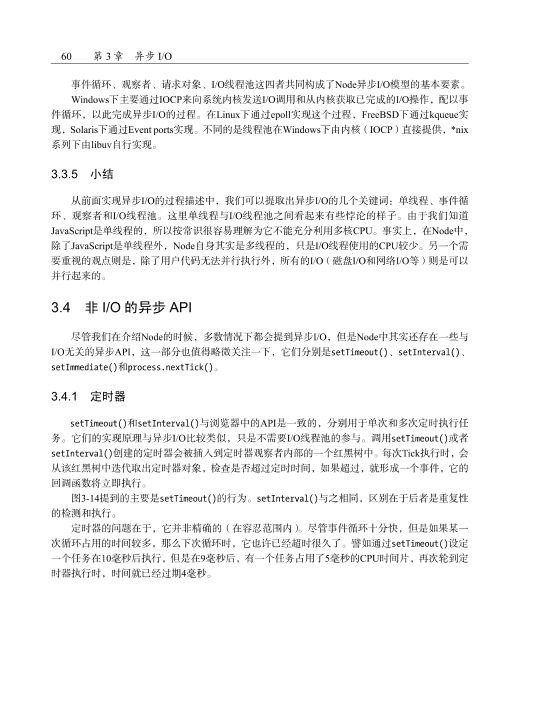 60 第 3 章 异步 I/O
事件循环、观察者、请求对象、I/O线程池这四者共同构成了Node异步I/O模型的基本要素。
Windows下主要通过IOCP来向系统内核发送I/O调用和从内核获取已完成的I/O操作，配以事
件循环，以此完成异步I/O的过程。在Linux下通过epoll实现这个过程，FreeBSD下通过kqueue实
现，Solaris下通过Event ports实现。不同的是线程池在Windows下由内核（IOCP）直接提供，*nix
系列下由libuv自行实现。
3.3.5 小结
从前面实现异步I/O的过程描述中，我们可以提取出异步I/O的几个关键词：单线程、事件循
环、观察者和I/O线程池。这里单线程与I/O线程池之间看起来有些悖论的样子。由于我们知道
JavaScript是单线程的，所以按常识很容易理解为它不能充分利用多核CPU。事实上，在Node中，
除了JavaScript是单线程外，Node自身其实是多线程的，只是I/O线程使用的CPU较少。另一个需
要重视的观点则是，除了用户代码无法并行执行外，所有的I/O（磁盘I/O和网络I/O等）则是可以
并行起来的。
3.4 非 I/O 的异步 API
尽管我们在介绍Node的时候，多数情况下都会提到异步I/O，但是Node中其实还存在一些与
I/O无关的异步API，这一部分也值得略微关注一下，它们分别是setTimeout()、setInterval()、
setImmediate()和process.nextTick()。
3.4.1 定时器
setTimeout()和setInterval()与浏览器中的API是一致的，分别用于单次和多次定时执行任
务。它们的实现原理与异步I/O比较类似，只是不需要I/O线程池的参与。调用setTimeout()或者
setInterval()创建的定时器会被插入到定时器观察者内部的一个红黑树中。每次Tick执行时，会
从该红黑树中迭代取出定时器对象，检查是否超过定时时间，如果超过，就形成一个事件，它的
回调函数将立即执行。
图3-14提到的主要是setTimeout()的行为。setInterval()与之相同，区别在于后者是重复性
的检测和执行。
定时器的问题在于，它并非精确的（在容忍范围内）。尽管事件循环十分快，但是如果某一
次循环占用的时间较多，那么下次循环时，它也许已经超时很久了。譬如通过setTimeout()设定
一个任务在10毫秒后执行，但是在9毫秒后，有一个任务占用了5毫秒的CPU时间片，再次轮到定
时器执行时，时间就已经过期4毫秒。